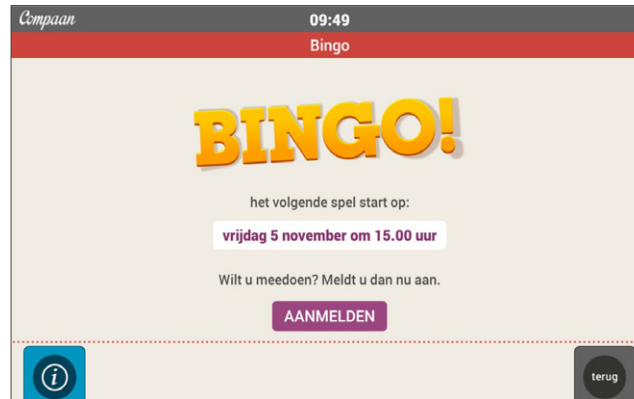 Compaan
09:49
Bingo
BINGO!
het volgende spel start op:
vrijdag 5 november om 15.00 uur
Wilt u meedoen? Meldt u dan nu aan.
AANMELDEN
i
terug